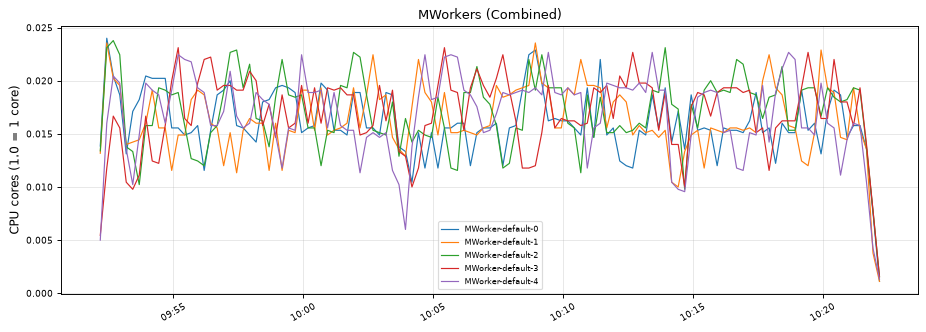 MWorkers (Combined)
CPU cores (1.0 = 1 core)
0.025
0.020
0.015
0.010
0.005
0.000
MWorker-default-0
MWorker-default-1
MWorker-default-2
MWorker-default-3
MWorker-default-4
09:55
10:00
10:05
10:10
10:15
10:20